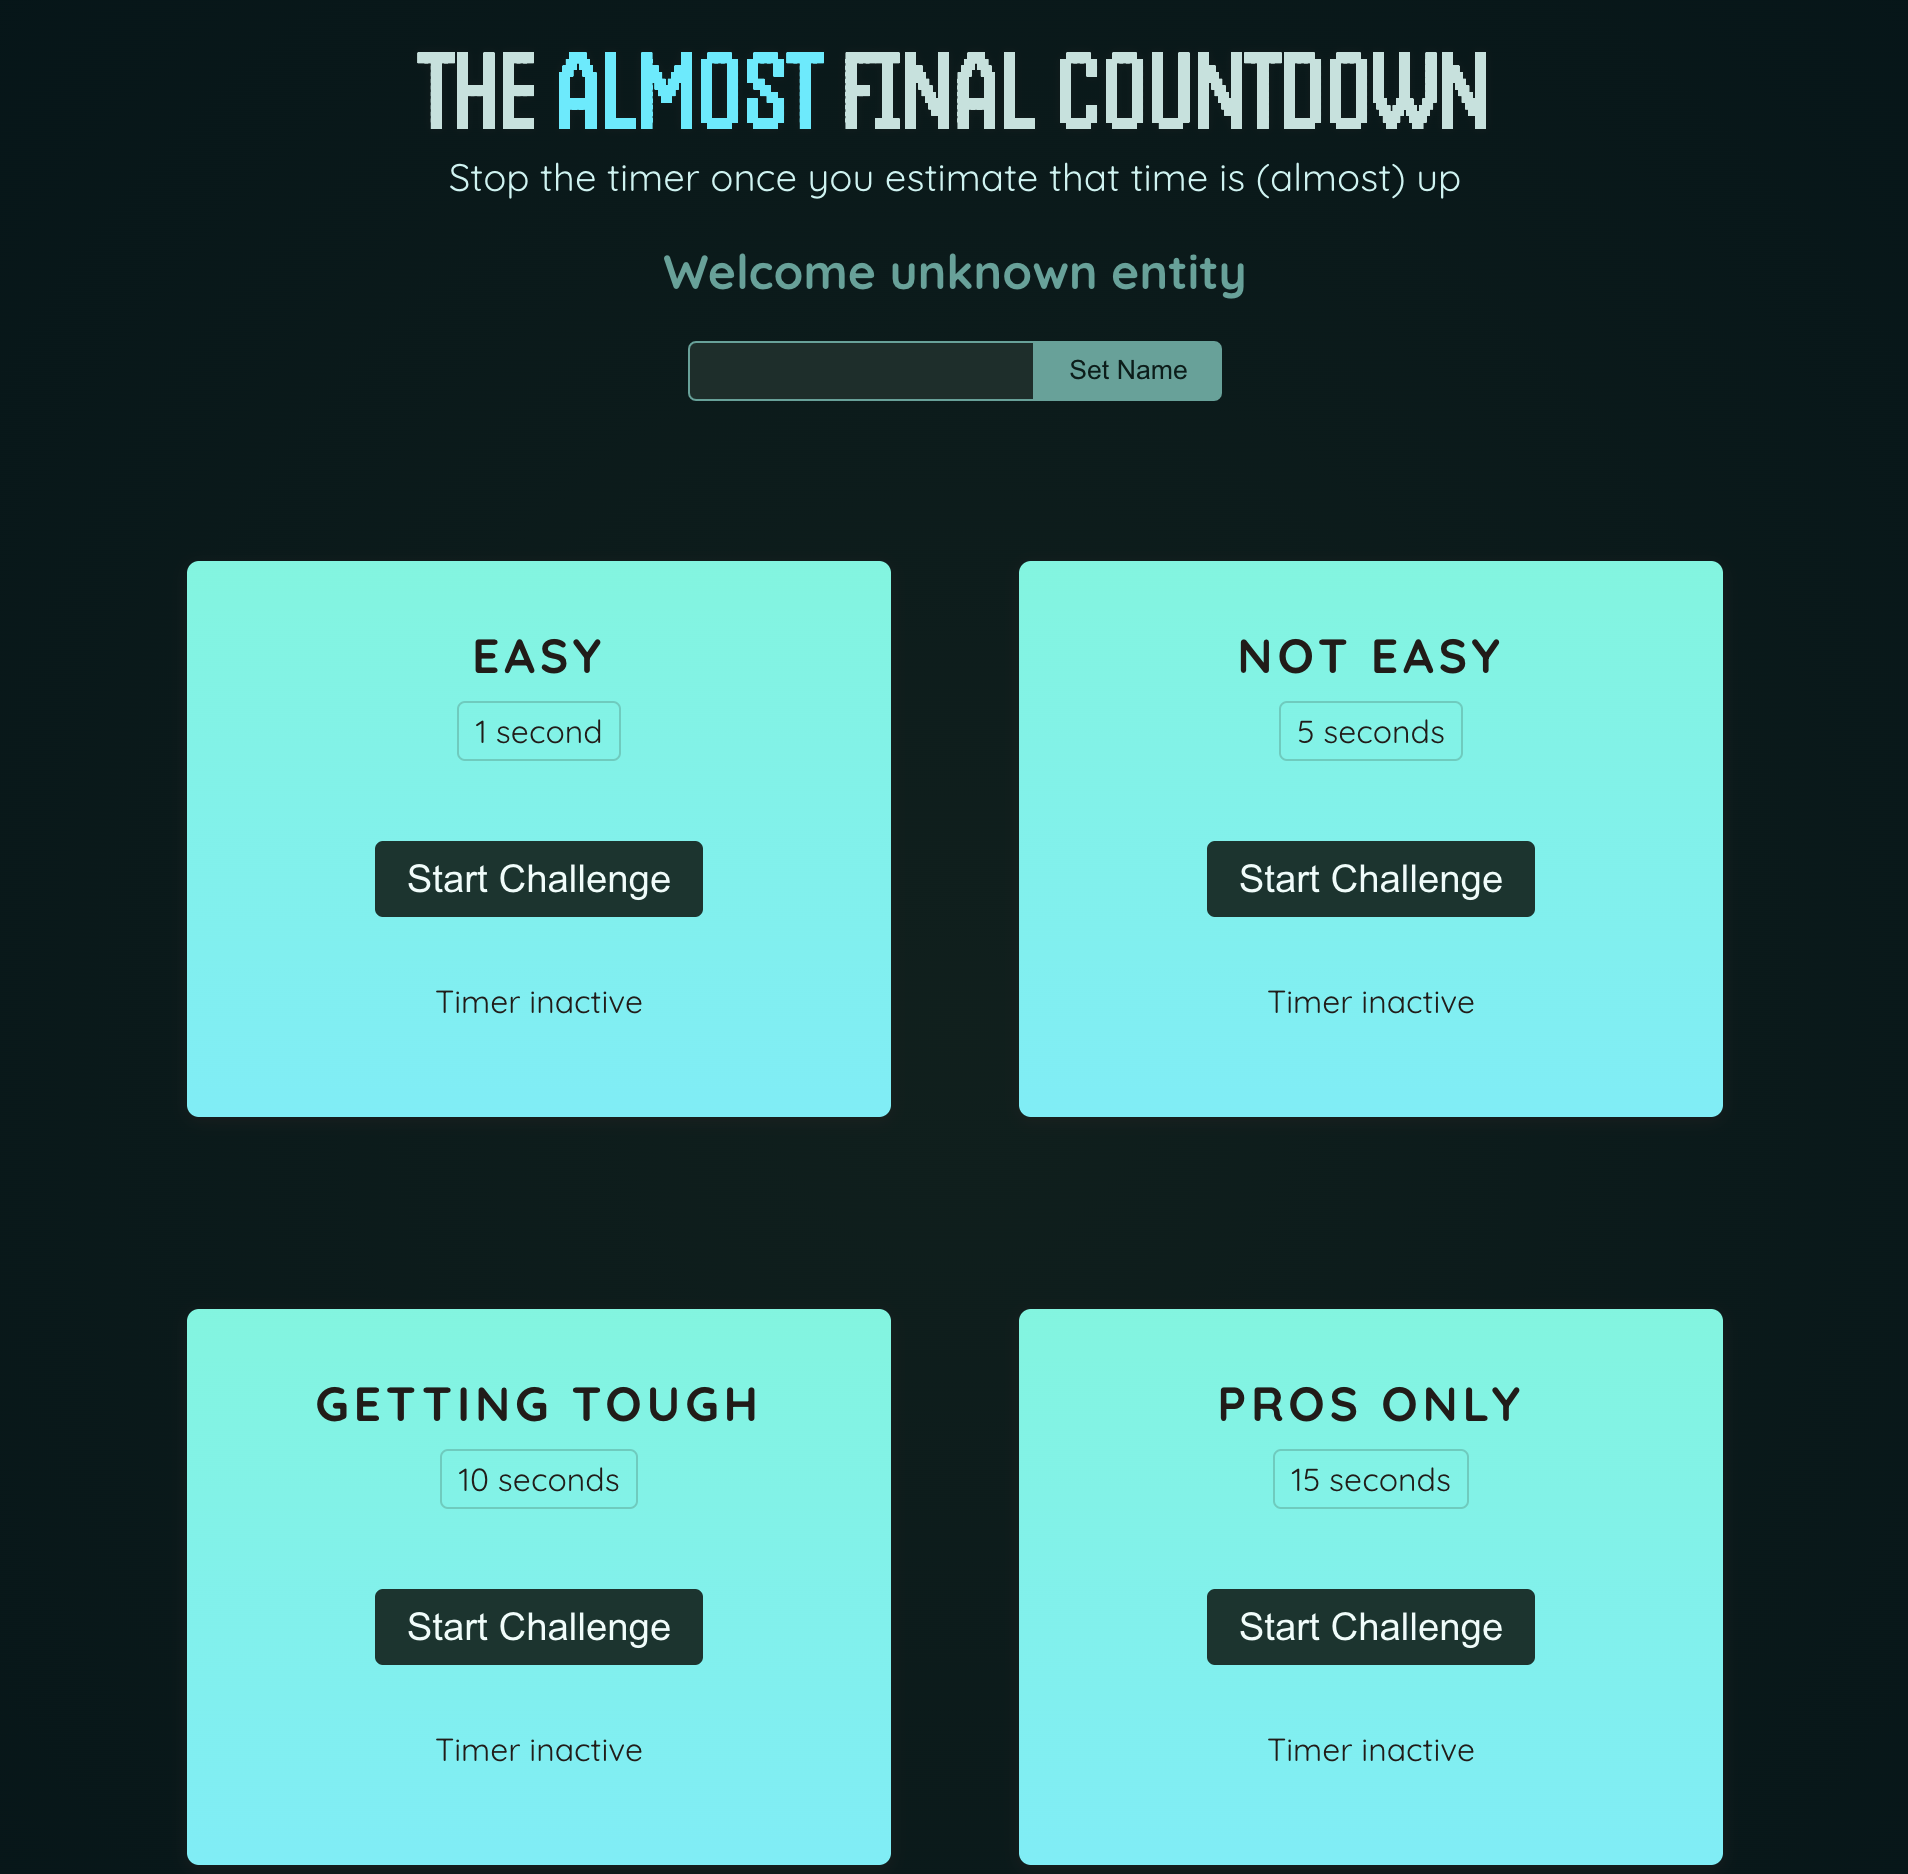 THE ALMOST FINAL COUNTDOWN
Stop the timer once you estimate that time is (almost) up
Welcome unknown entity
Set Name
EASY
1 second
Start Challenge
Timer inactive
NOT EASY
5 seconds
Start Challenge
Timer inactive
GETTING TOUGH
10 seconds
Start Challenge
Timer inactive
PROS ONLY
15 seconds
Start Challenge
Timer inactive